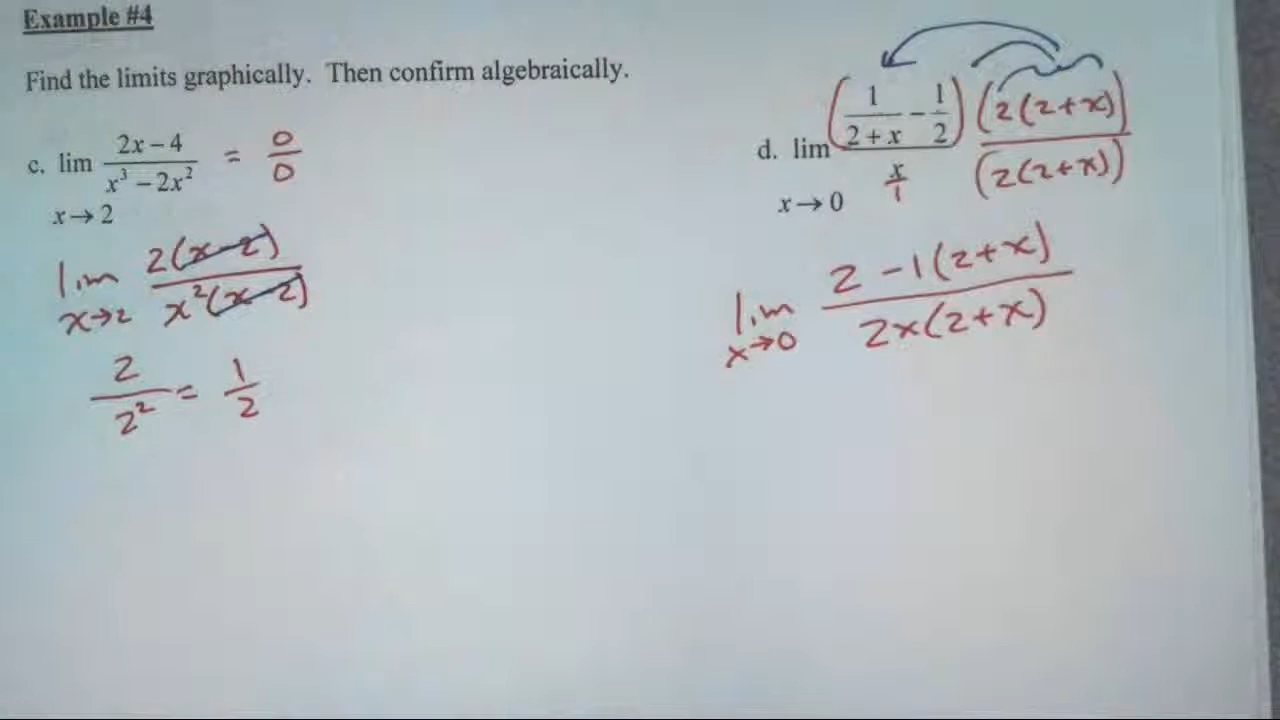 Example #4
Find the limits graphically. Then confirm algebraically.
c. lim (2x − 4)/(x³ − 2x²) = 0/0
x → 2
lim x→2 2(x−2)/x²(x−2)
2/2² = 1/2
d. lim (1/(2 + x) − 1/2)/(x/1) (2(2+x))/(2(2+x))
x → 0
lim x→0 (2 − 1(2+x))/(2x(2+x))